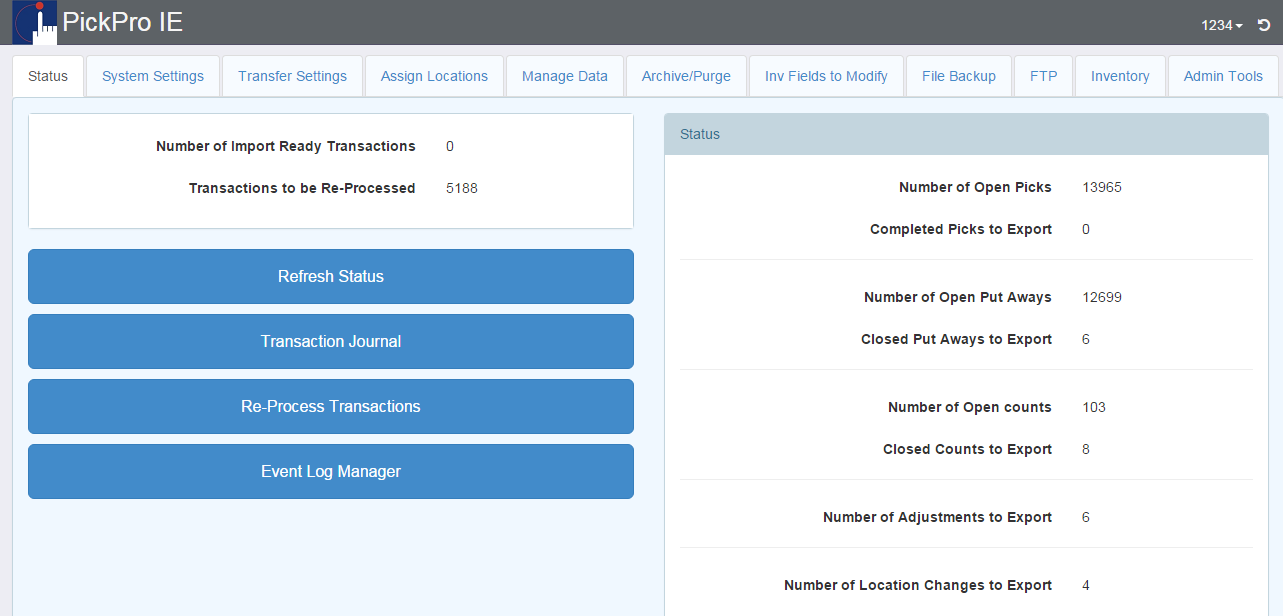 PickPro IE
1234
Status System Settings Transfer Settings Assign Locations Manage Data Archive/Purge Inv Fields to Modify File Backup FTP Inventory Admin Tools
Number of Import Ready Transactions 0
Transactions to be Re-Processed 5188
Refresh Status
Transaction Journal
Re-Process Transactions
Event Log Manager
Status
Number of Open Picks 13965
Completed Picks to Export 0
Number of Open Put Aways 12699
Closed Put Aways to Export 6
Number of Open counts 103
Closed Counts to Export 8
Number of Adjustments to Export 6
Number of Location Changes to Export 4